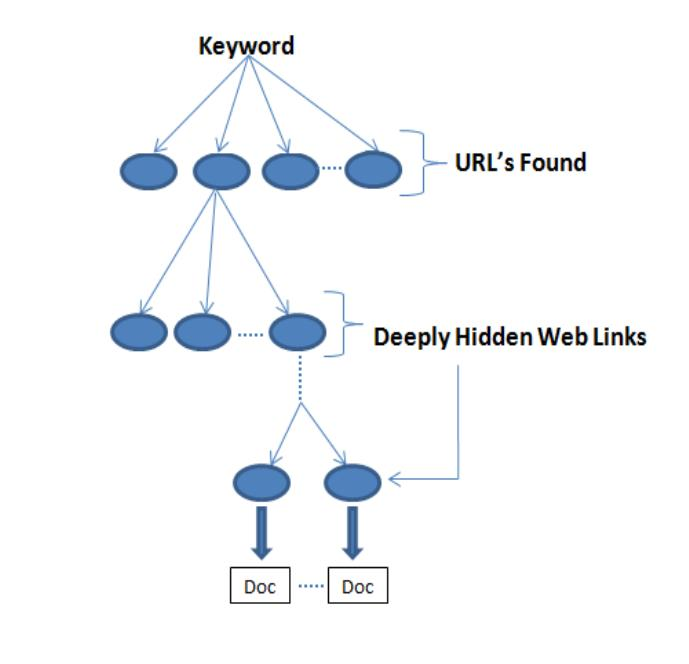 Keyword
URL's Found
Deeply Hidden Web Links
Doc
Doc